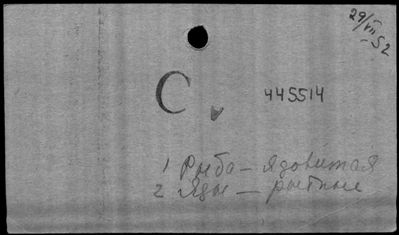 29/VII-52
С.
445514
1 Рыба — ядовитая
2 Яды — рыбные